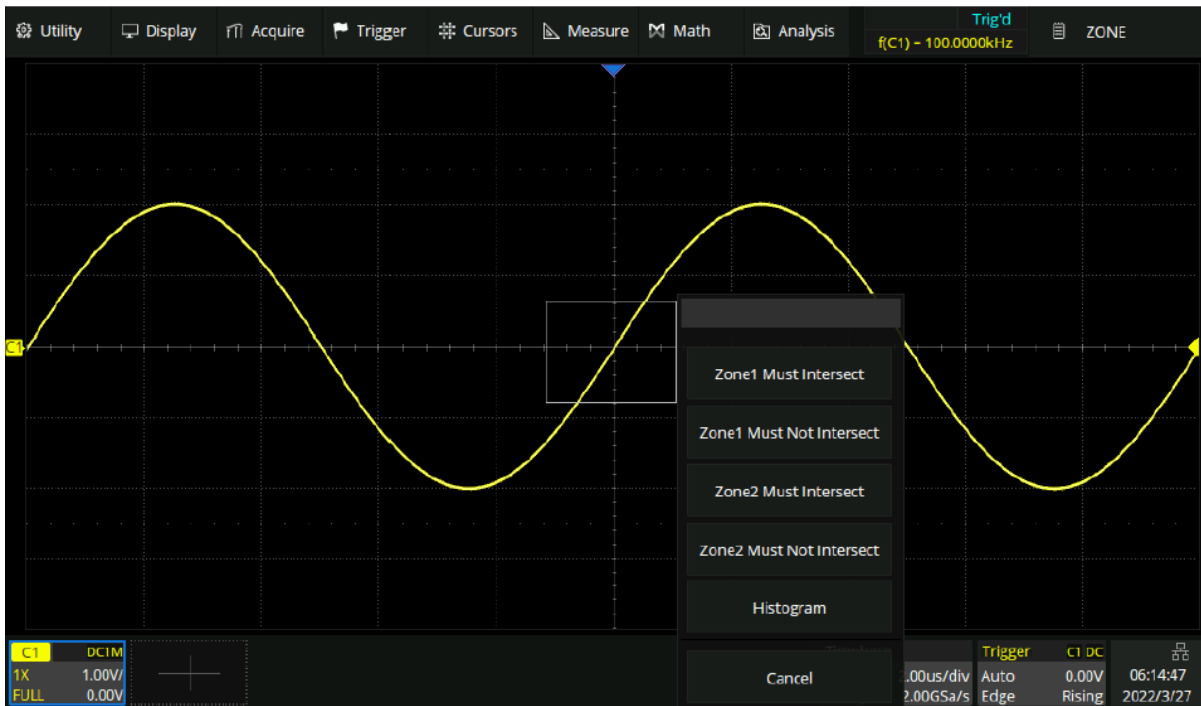 Utility Display Acquire Trigger Cursors Measure Math Analysis Trig'd ZONE
f(C1) = 100.0000kHz
C1
Zone1 Must Intersect
Zone1 Must Not Intersect
Zone2 Must Intersect
Zone2 Must Not Intersect
Histogram
Cancel
C1 DC1M
1X 1.00V/
FULL 0.00V
.00us/div
2.00GSa/s
Trigger C1 DC
Auto 0.00V
Edge Rising
06:14:47
2022/3/27